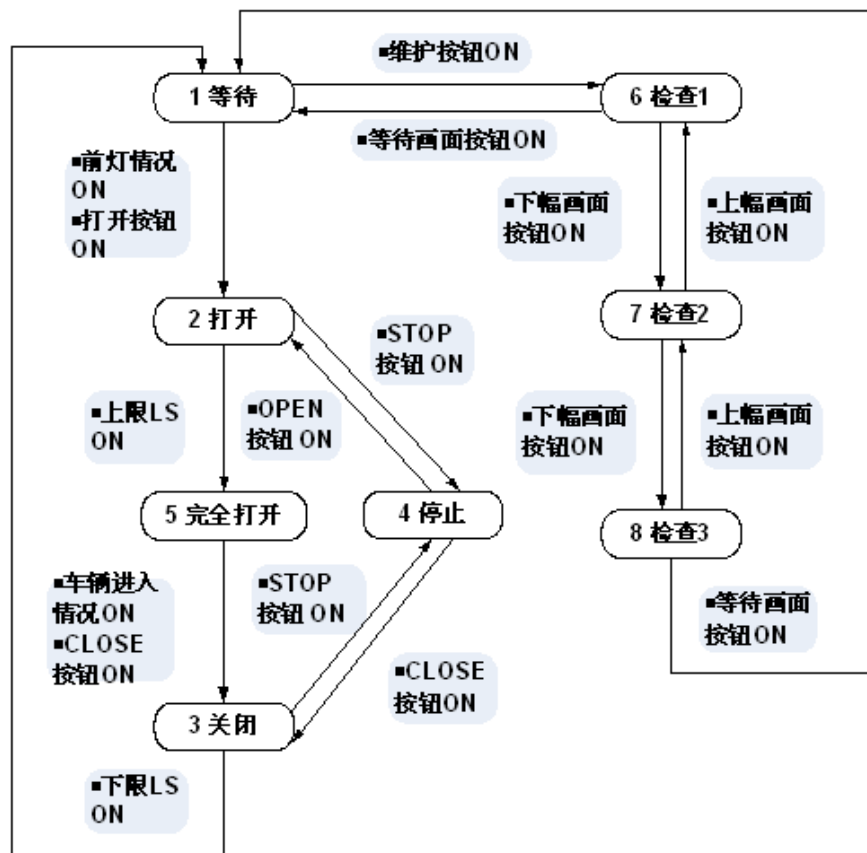 ■维护按钮ON
1 等待
6 检查1
■等待画面按钮ON
■前灯情况
ON
■打开按钮
ON
■下幅画面
按钮ON
■上幅画面
按钮ON
2 打开
7 检查2
■STOP
按钮 ON
■上限LS
ON
■OPEN
按钮 ON
■下幅画面
按钮ON
■上幅画面
按钮ON
5 完全打开
4 停止
8 检查3
■车辆进入
情况ON
■CLOSE
按钮ON
■STOP
按钮 ON
■等待画面
按钮ON
■CLOSE
按钮ON
3 关闭
■下限LS
ON